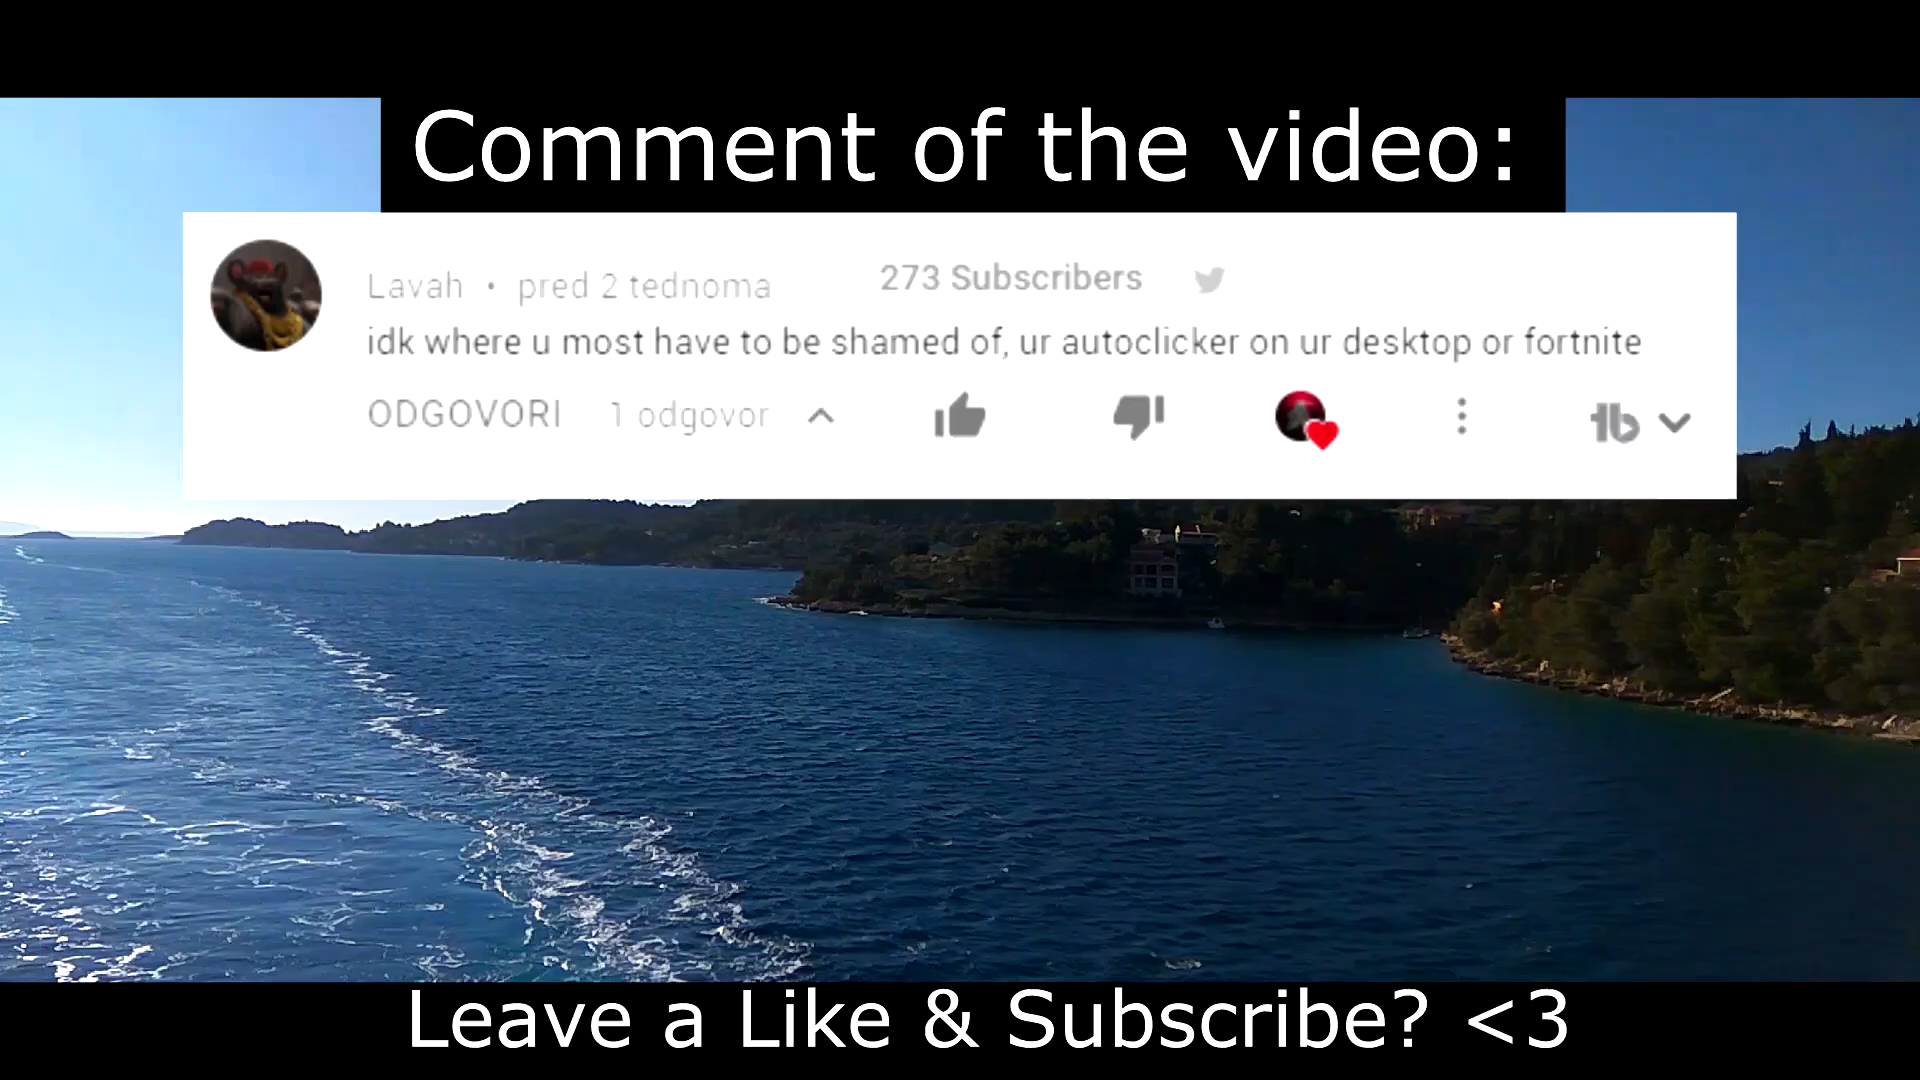 Comment of the video:
Lavah • pred 2 tednoma 273 Subscribers
idk where u most have to be shamed of, ur autoclicker on ur desktop or fortnite
ODGOVORI 1 odgovor
tb
Leave a Like & Subscribe? <3